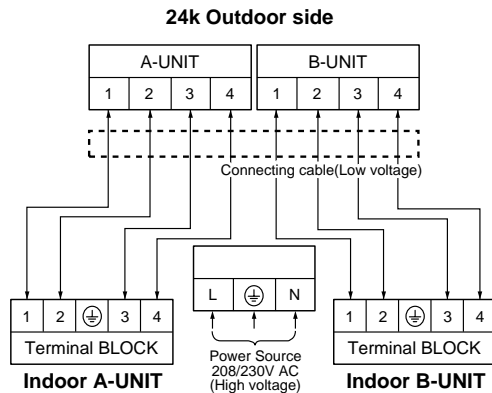 24k Outdoor side
A-UNIT B-UNIT
1 2 3 4 1 2 3 4
Connecting cable(Low voltage)
L N
1 2 3 4
Terminal BLOCK
Indoor A-UNIT
Power Source
208/230V AC
(High voltage)
1 2 3 4
Terminal BLOCK
Indoor B-UNIT